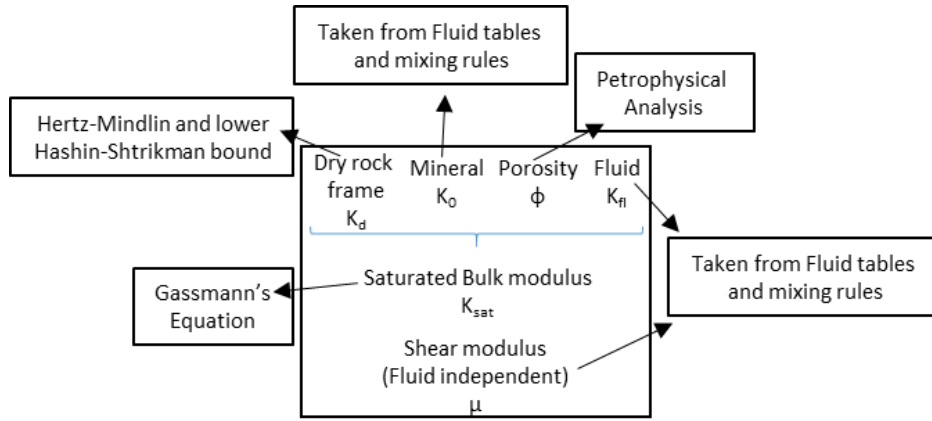 Taken from Fluid tables
and mixing rules
Petrophysical
Analysis
Hertz-Mindlin and lower
Hashin-Shtrikman bound
Dry rock
frame
K_d
Mineral
K_0
Porosity
ϕ
Fluid
K_fl
Taken from Fluid tables
and mixing rules
Gassmann’s
Equation
Saturated Bulk modulus
K_sat
Shear modulus
(Fluid independent)
μ